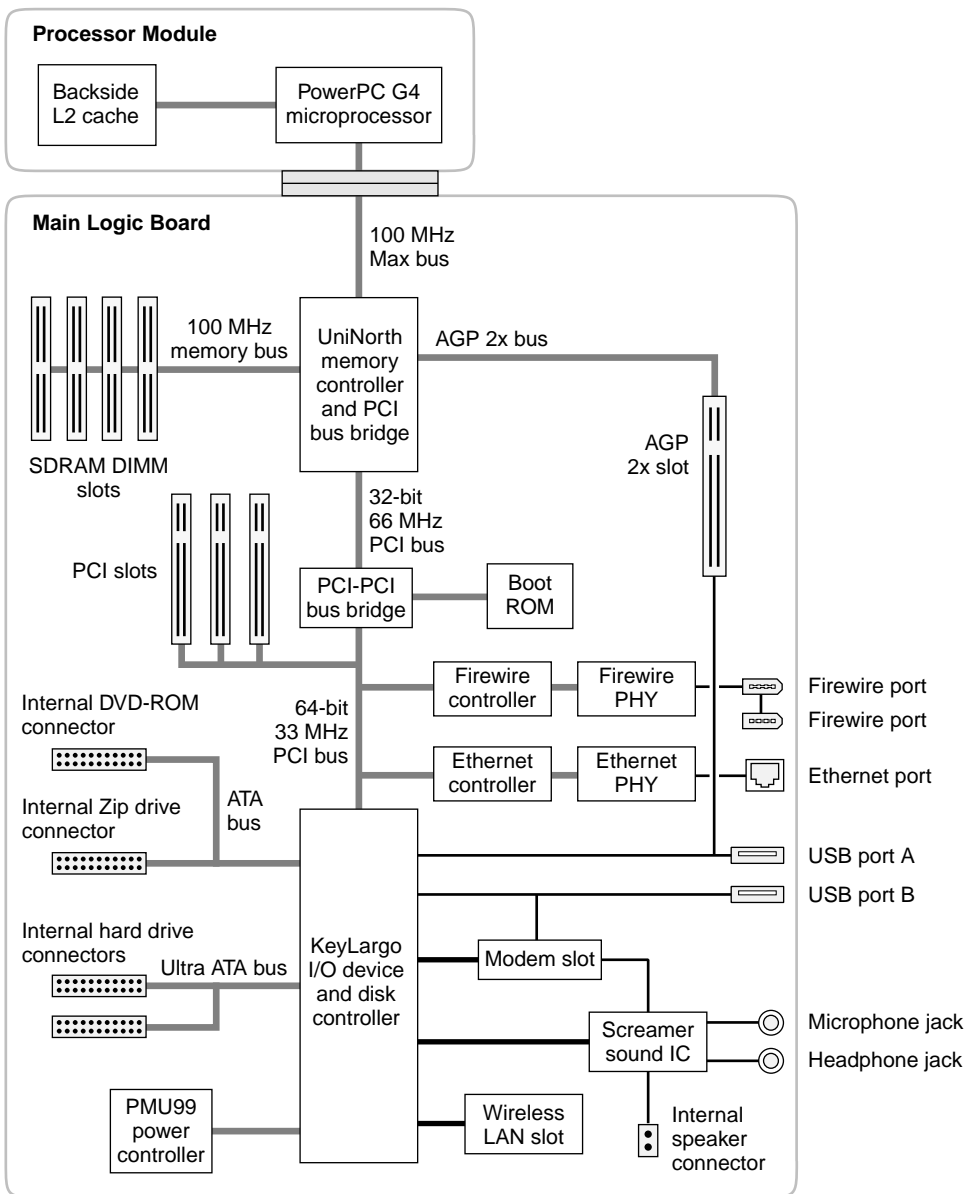 Processor Module
Backside
L2 cache
PowerPC G4
microprocessor
Main Logic Board
100 MHz
Max bus
100 MHz
memory bus
UniNorth
memory
controller
and PCI
bus bridge
AGP 2x bus
SDRAM DIMM
slots
AGP
2x slot
32-bit
66 MHz
PCI bus
PCI slots
PCI-PCI
bus bridge
Boot
ROM
Firewire
controller
Firewire
PHY
Firewire port
Firewire port
Internal DVD-ROM
connector
64-bit
33 MHz
PCI bus
Ethernet
controller
Ethernet
PHY
Ethernet port
Internal Zip drive
connector
ATA
bus
USB port A
USB port B
Internal hard drive
connectors
Ultra ATA bus
KeyLargo
I/O device
and disk
controller
Modem slot
Screamer
sound IC
Microphone jack
Headphone jack
PMU99
power
controller
Wireless
LAN slot
Internal
speaker
connector